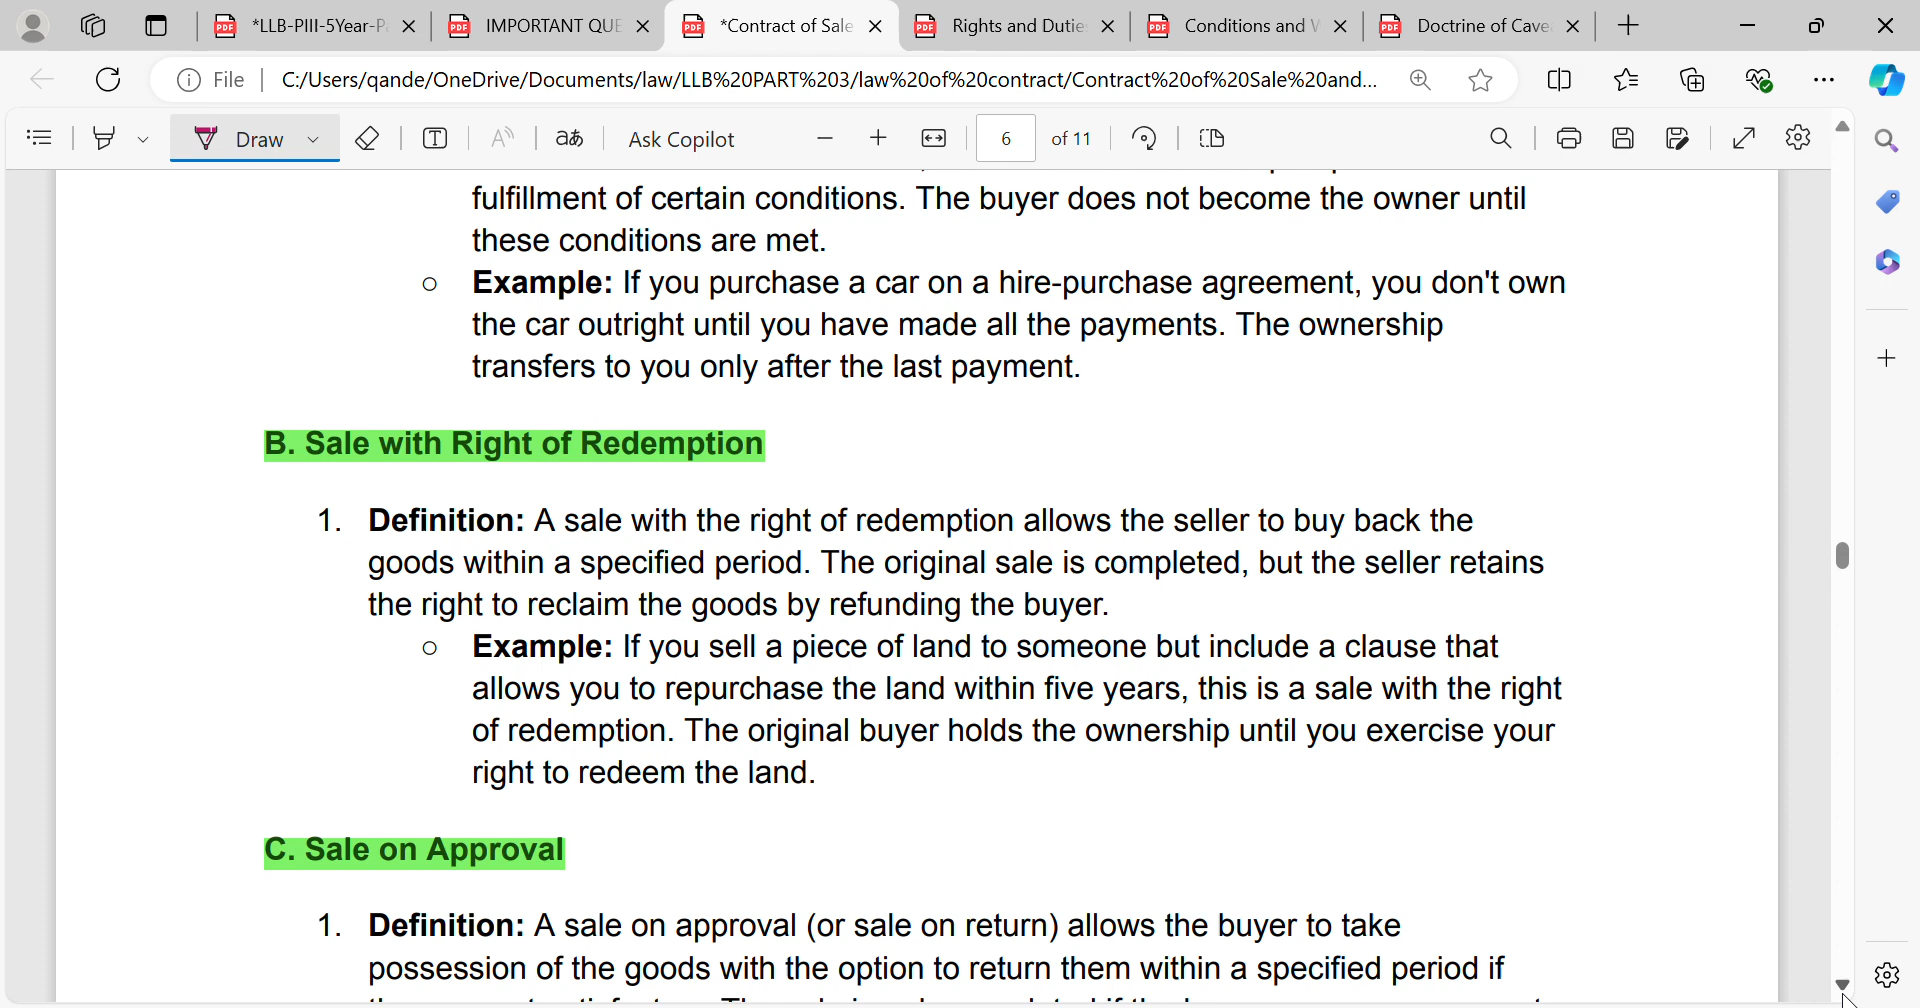 *LLB-PIII-5Year-P
IMPORTANT QUE
*Contract of Sale
Rights and Dutie
Conditions and W
Doctrine of Cave
File
C:/Users/qande/OneDrive/Documents/law/LLB%20PART%203/law%20of%20contract/Contract%20of%20Sale%20and...
Draw
Ask Copilot
6 of 11
fulfillment of certain conditions. The buyer does not become the owner until
these conditions are met.
○ Example: If you purchase a car on a hire-purchase agreement, you don't own
the car outright until you have made all the payments. The ownership
transfers to you only after the last payment.
B. Sale with Right of Redemption
1. Definition: A sale with the right of redemption allows the seller to buy back the
goods within a specified period. The original sale is completed, but the seller retains
the right to reclaim the goods by refunding the buyer.
○ Example: If you sell a piece of land to someone but include a clause that
allows you to repurchase the land within five years, this is a sale with the right
of redemption. The original buyer holds the ownership until you exercise your
right to redeem the land.
C. Sale on Approval
1. Definition: A sale on approval (or sale on return) allows the buyer to take
possession of the goods with the option to return them within a specified period if